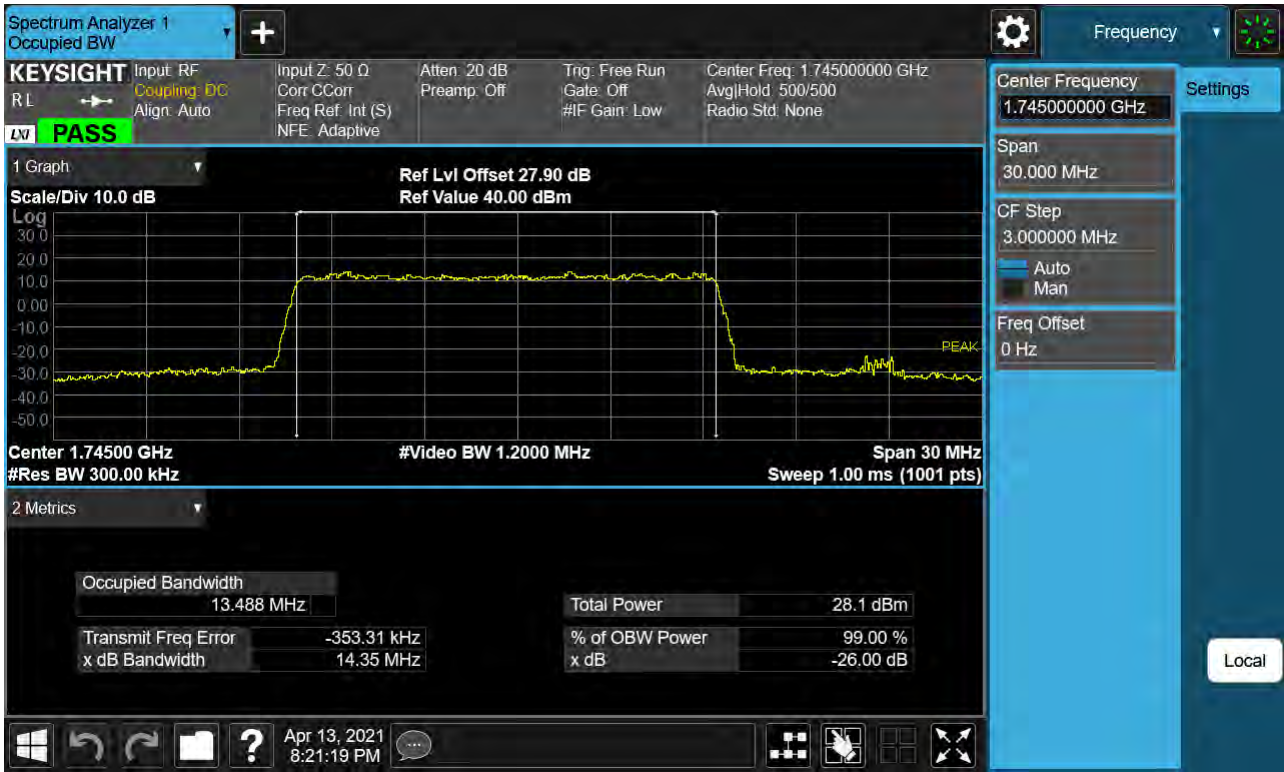 Spectrum Analyzer 1
Occupied BW
+
Frequency
KEYSIGHT
RL
LXI
PASS
Input: RF
Coupling: DC
Align: Auto
Input Z: 50 Ω
Corr CCorr
Freq Ref: Int (S)
NFE: Adaptive
Atten: 20 dB
Preamp: Off
Trig: Free Run
Gate: Off
#IF Gain: Low
Center Freq: 1.745000000 GHz
Avg|Hold: 500/500
Radio Std: None
1 Graph
Scale/Div 10.0 dB
Ref Lvl Offset 27.90 dB
Ref Value 40.00 dBm
Log
30.0
20.0
10.0
0.00
-10.0
-20.0
-30.0
-40.0
-50.0
PEAK
Center 1.74500 GHz
#Video BW 1.2000 MHz
Span 30 MHz
#Res BW 300.00 kHz
Sweep 1.00 ms (1001 pts)
2 Metrics
Occupied Bandwidth
13.488 MHz
Transmit Freq Error -353.31 kHz
x dB Bandwidth 14.35 MHz
Total Power 28.1 dBm
% of OBW Power 99.00 %
x dB -26.00 dB
Center Frequency
1.745000000 GHz
Span
30.000 MHz
CF Step
3.000000 MHz
Auto
Man
Freq Offset
0 Hz
Settings
Local
?
Apr 13, 2021
8:21:19 PM